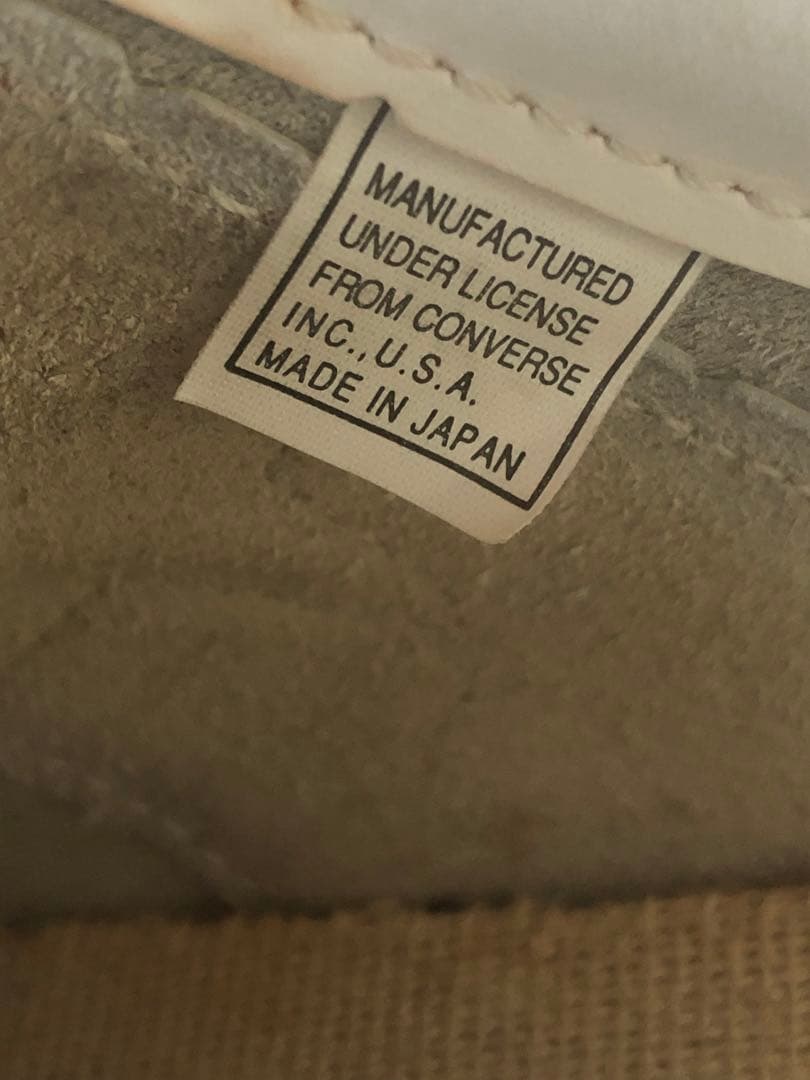 MANUFACTURED
UNDER LICENSE
FROM CONVERSE
INC., U.S.A.
MADE IN JAPAN